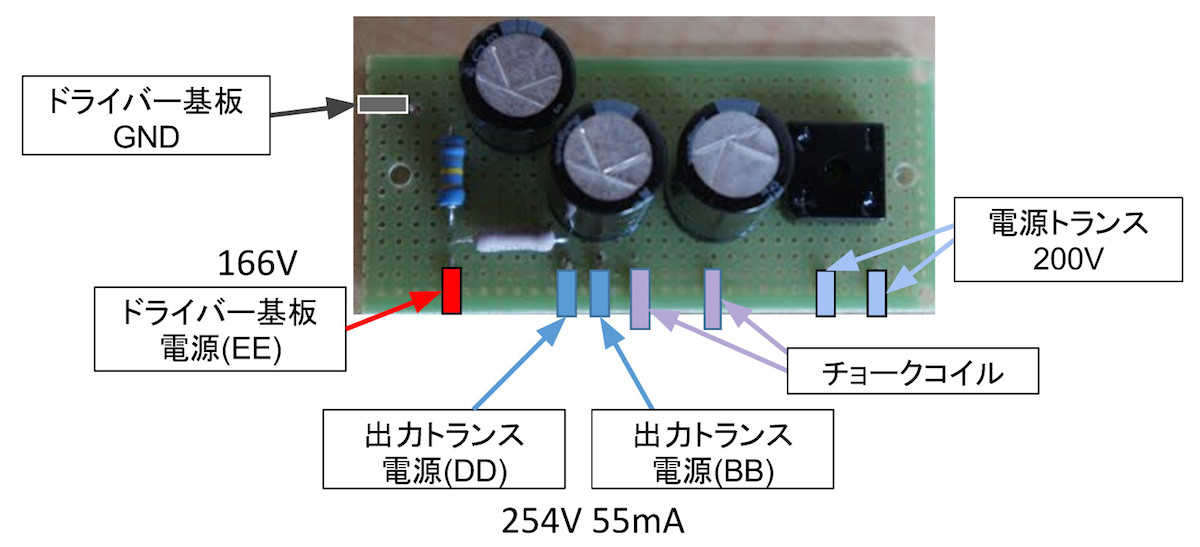 ドライバー基板
GND
166V
ドライバー基板
電源(EE)
電源トランス
200V
チョークコイル
出力トランス
電源(DD)
出力トランス
電源(BB)
254V 55mA